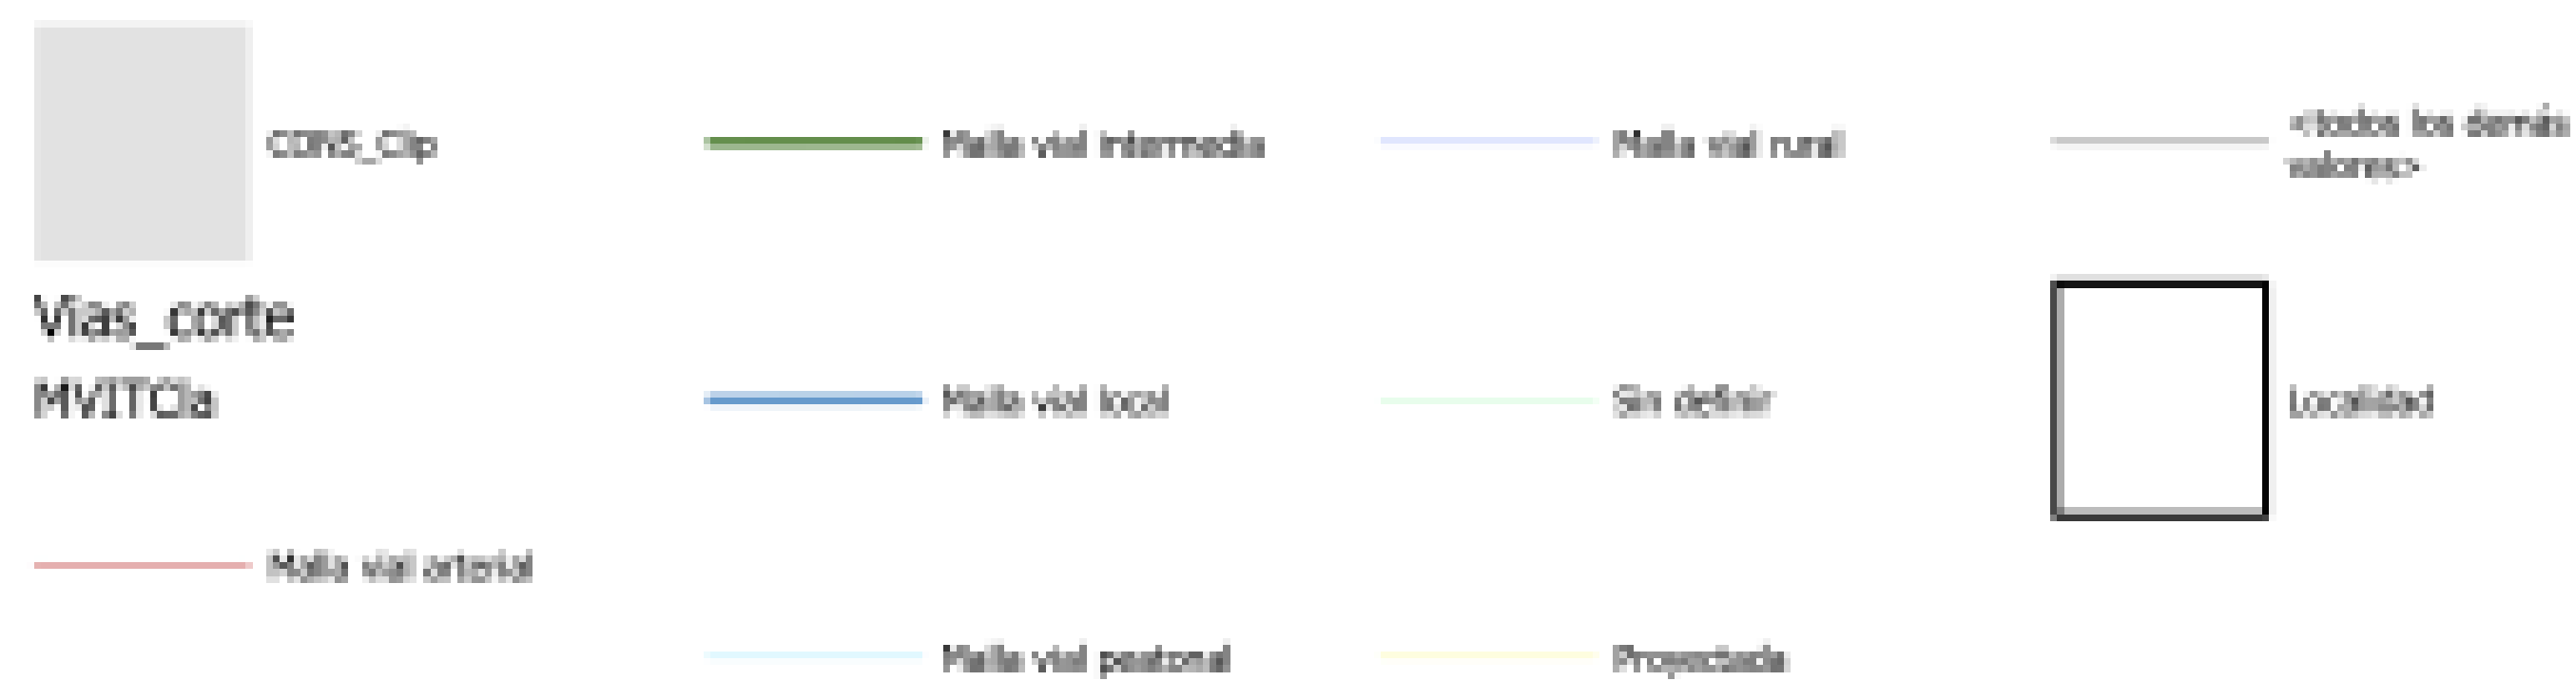 CONS_Clip
Vias_corte
MVITCla
Malla vial arterial
Malla vial intermedia
Malla vial local
Malla vial peatonal
Malla vial rural
Sin definir
Proyectada
<todos los demás
valores>
Localidad